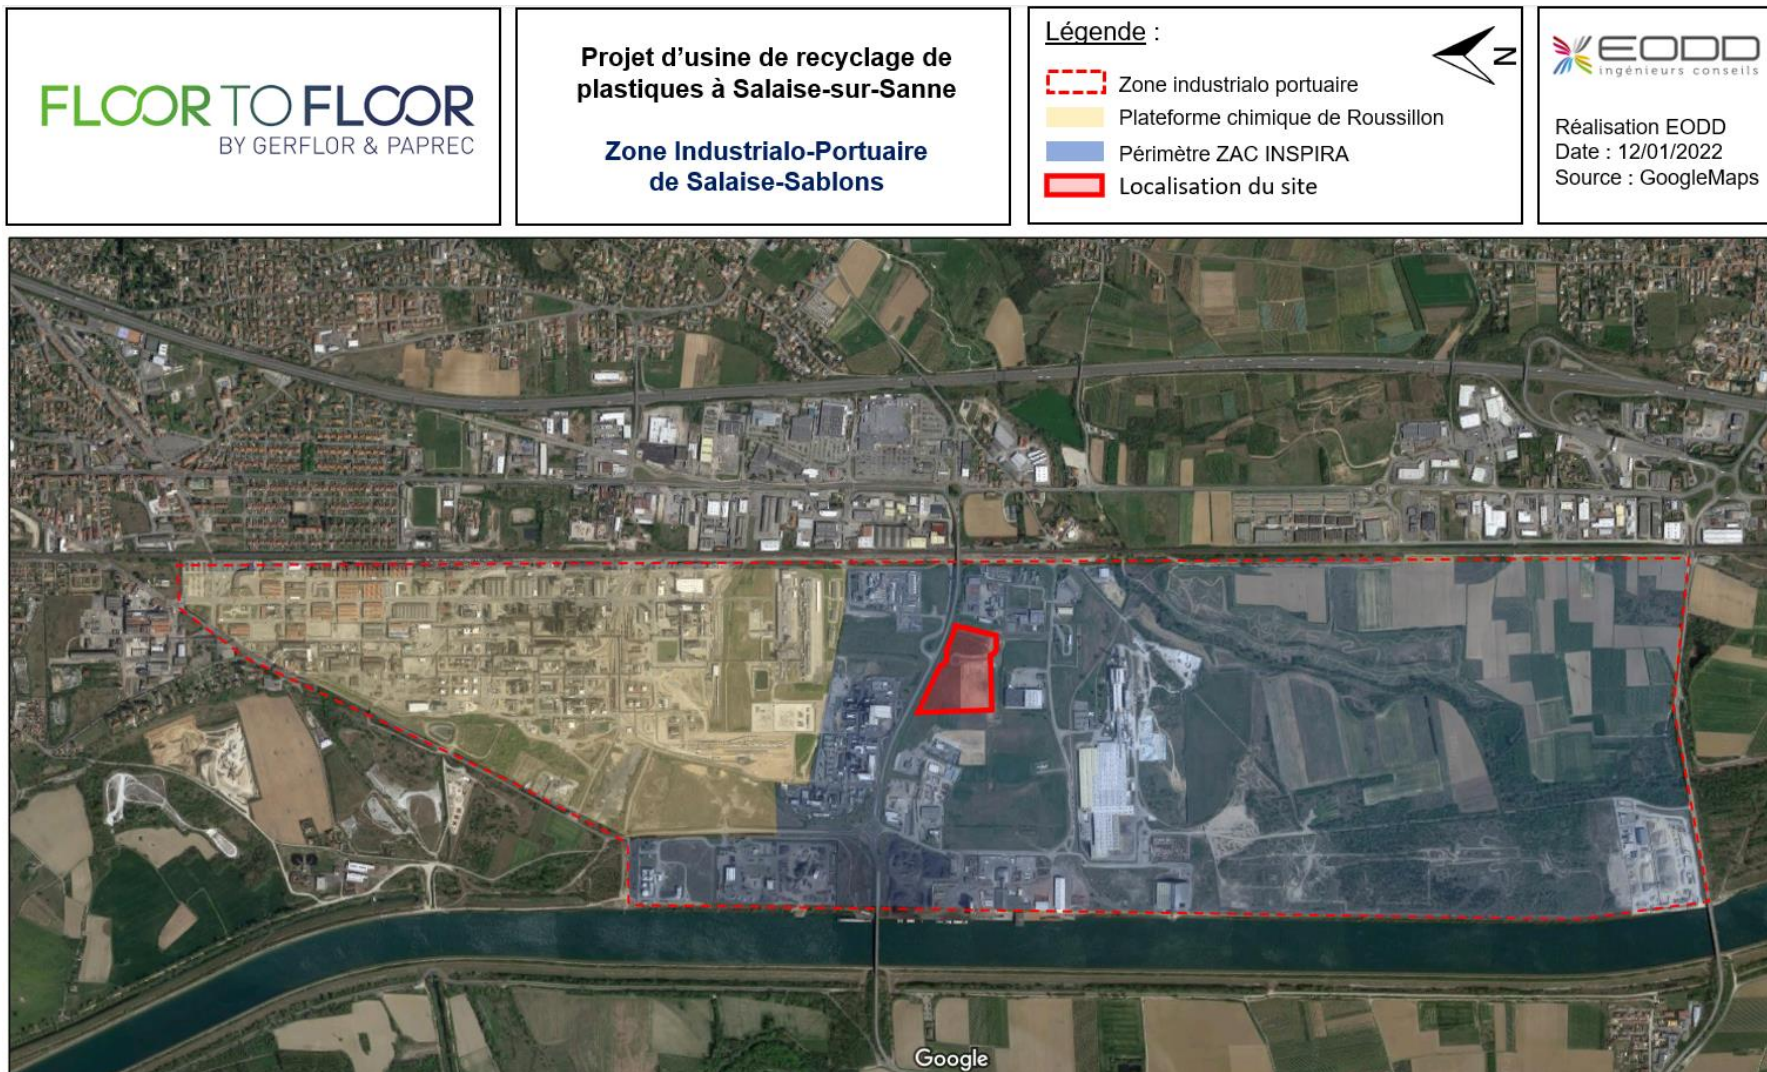 FLOOR TO FLOOR
BY GERFLOR & PAPREC
Projet d'usine de recyclage de
plastiques à Salaise-sur-Sanne
Zone Industrialo-Portuaire
de Salaise-Sablons
Légende :
N
Zone industrialo portuaire
Plateforme chimique de Roussillon
Périmètre ZAC INSPIRA
Localisation du site
EODD
ingénieurs conseils
Réalisation EODD
Date : 12/01/2022
Source : GoogleMaps
Google